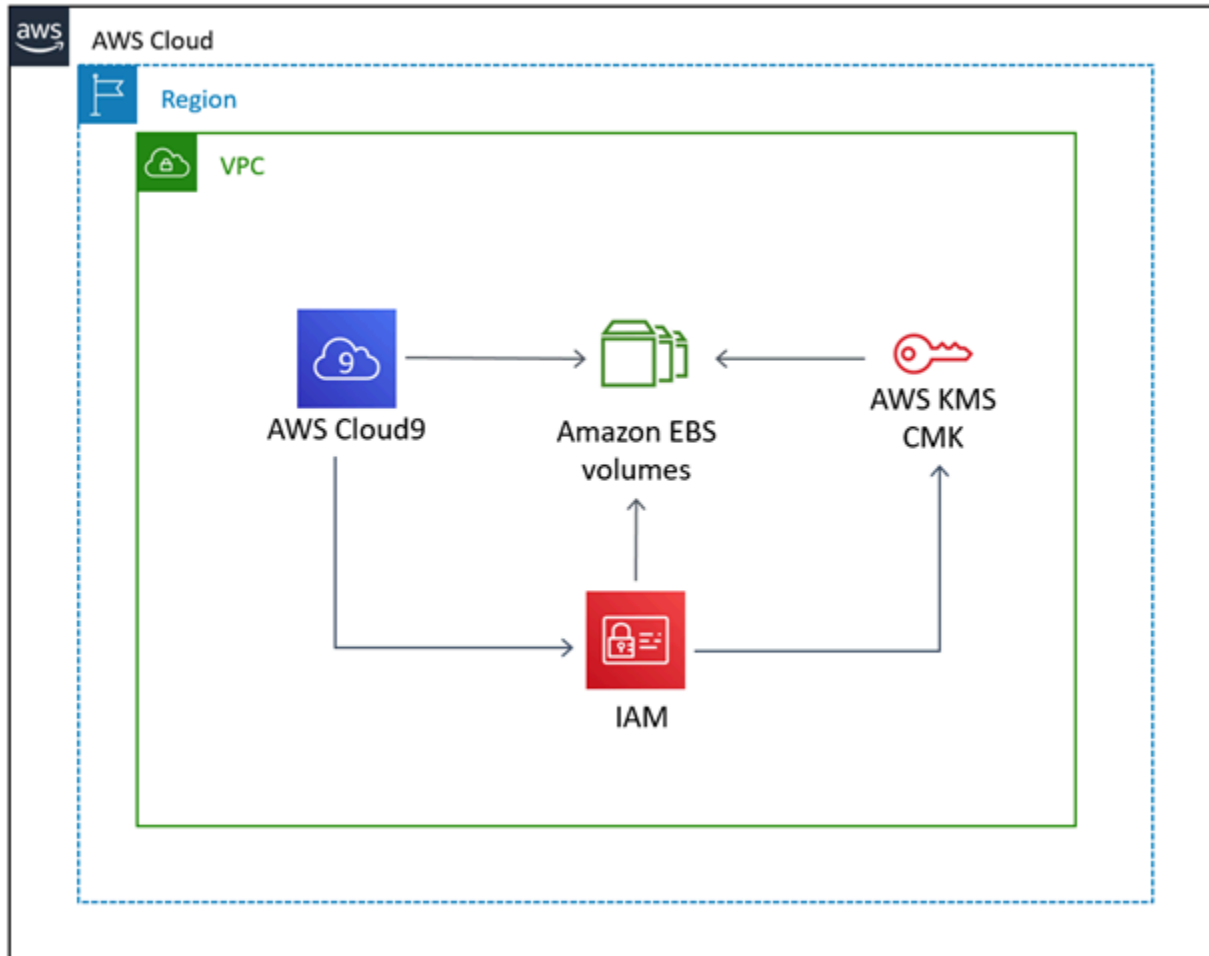 aws
AWS Cloud
Region
VPC
9
AWS Cloud9
Amazon EBS
volumes
AWS KMS
CMK
IAM